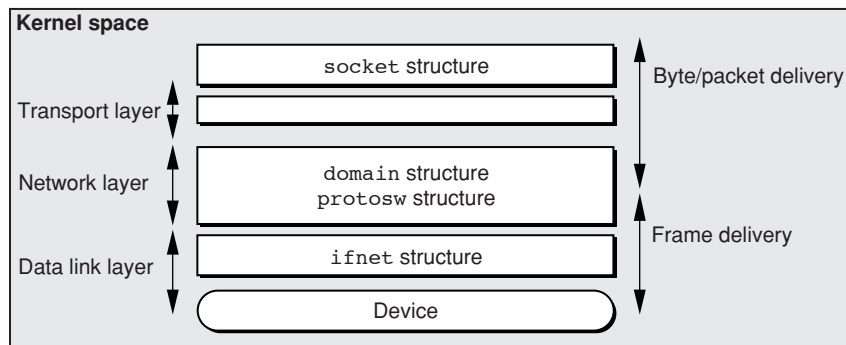 Kernel space
socket structure
Byte/packet delivery
Transport layer
domain structure
Network layer
protosw structure
Frame delivery
ifnet structure
Data link layer
Device